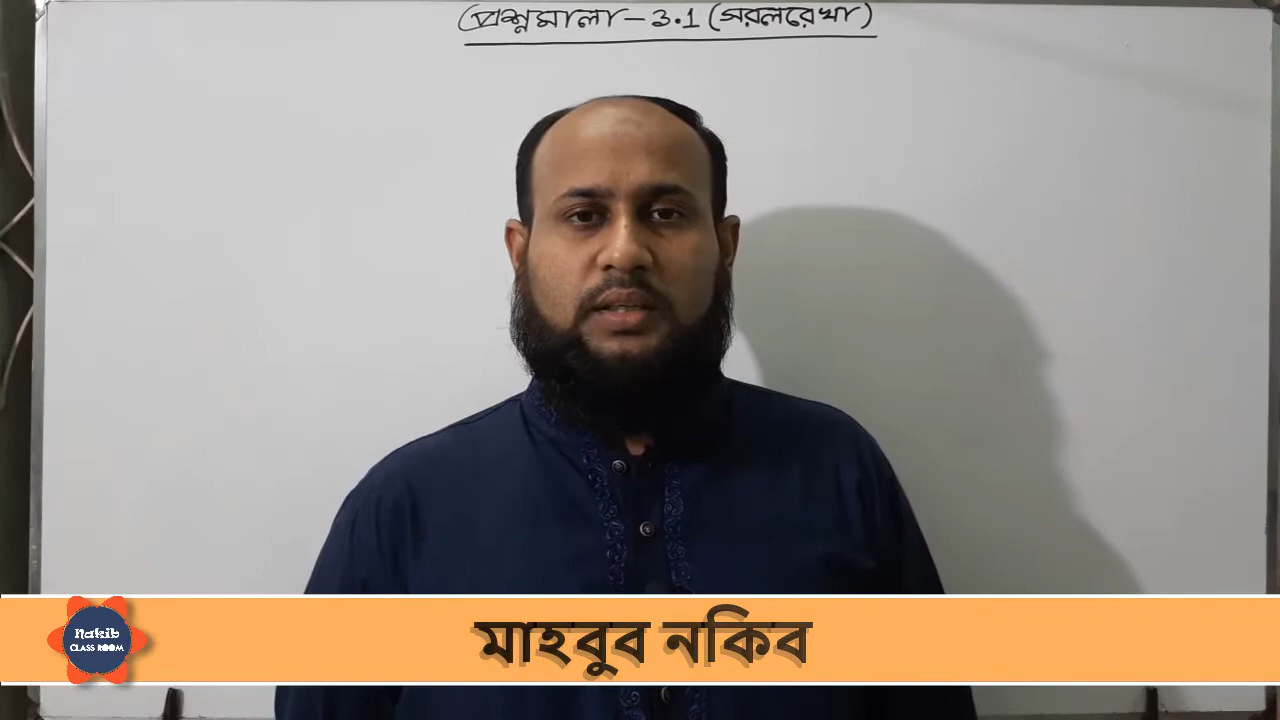 প্রশ্নমালা - 3.1 (সরলরেখা)
মাহবুব নকিব
Nakib
CLASS ROOM